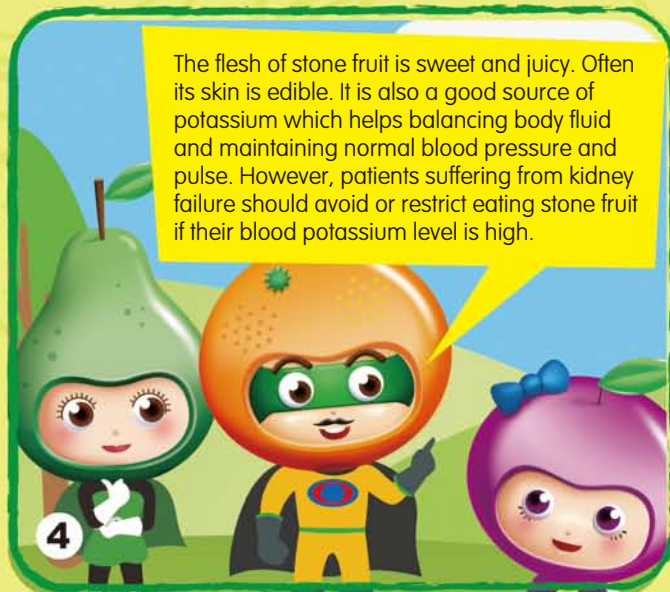 The flesh of stone fruit is sweet and juicy. Often
its skin is edible. It is also a good source of
potassium which helps balancing body fluid
and maintaining normal blood pressure and
pulse. However, patients suffering from kidney
failure should avoid or restrict eating stone fruit
if their blood potassium level is high.
4